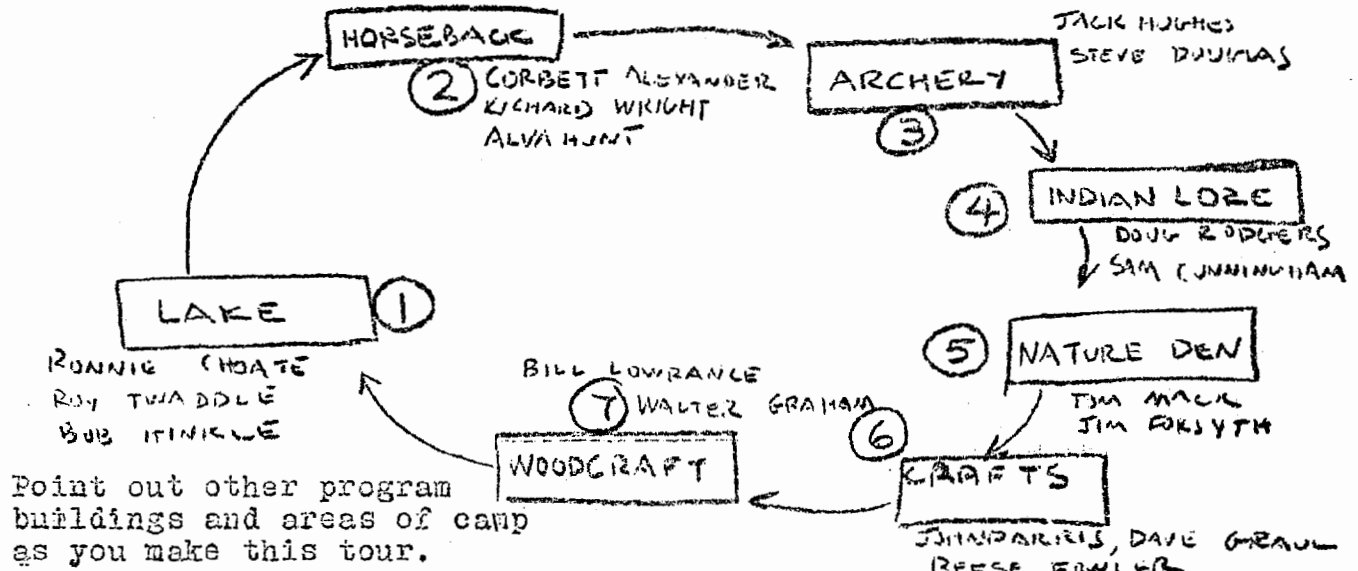 HORSEBACK
2
CORBETT ALEXANDER
RICHARD WRIGHT
ALVA HUNT
ARCHERY
3
JACK HUGHES
STEVE
4
INDIAN LORE
DOUG RODGERS
SAM CUNNINGHAM
5
NATURE DEN
MACK
JIM FORSYTH
6
CRAFTS
DAVE GRAUL
REESE FOWLER
BILL LOWRANCE
7
WALTER GRAHAM
WOODCRAFT
LAKE
1
RONNIE CHOATE
ROY TWADDLE
BOB HINKLE
Point out other program
buildings and areas of camp
as you make this tour.